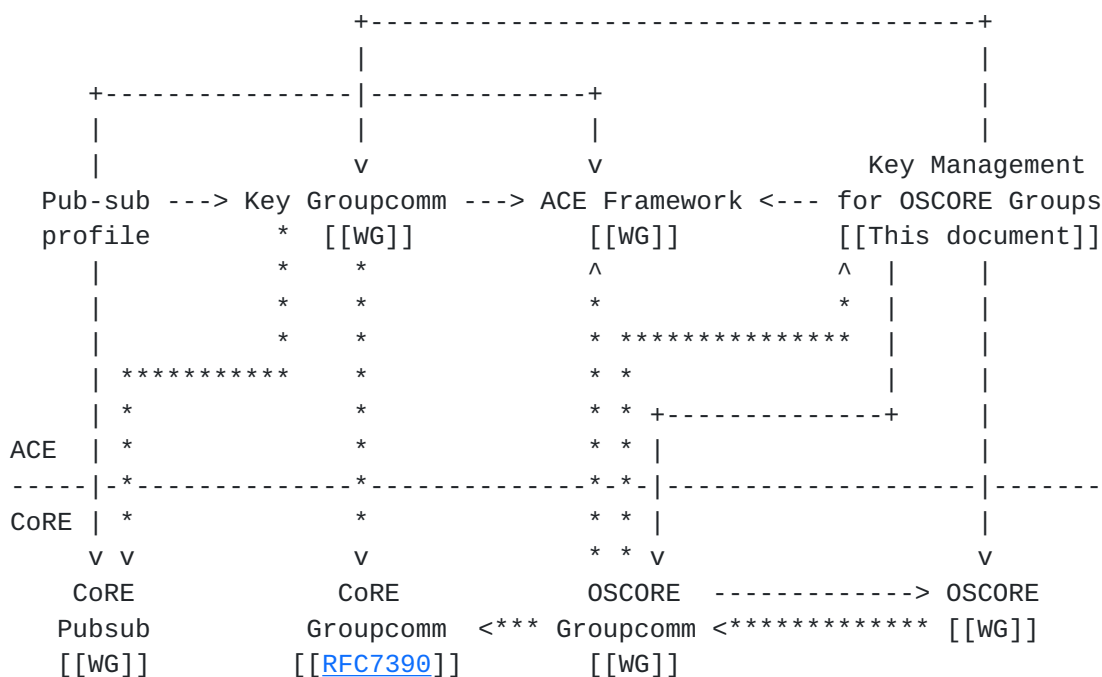 +----------------------------------------+
                       |                                        |
      +----------------|--------------+                         |
      |                |              |                         |
      |                v              v                  Key Management
  Pub-sub ---> Key Groupcomm ---> ACE Framework <--- for OSCORE Groups
  profile        *  [[WG]]           [[WG]]          [[This document]]
      |          *    *              ^               ^  |     |
      |          *    *              *               *  |     |
      |          *    *              * ***************  |     |
      | ***********    *              * *                |     |
      | *              *              * * +--------------+     |
ACE   | *              *              * * |                    |
-----|-*--------------*--------------*-*-|--------------------|-------
CoRE | *              *              * * |                    |
     v v              v              * * v                    v
    CoRE             CoRE            OSCORE  -------------> OSCORE
   Pubsub          Groupcomm  <*** Groupcomm <************* [[WG]]
   [[WG]]         [[RFC7390]]        [[WG]]